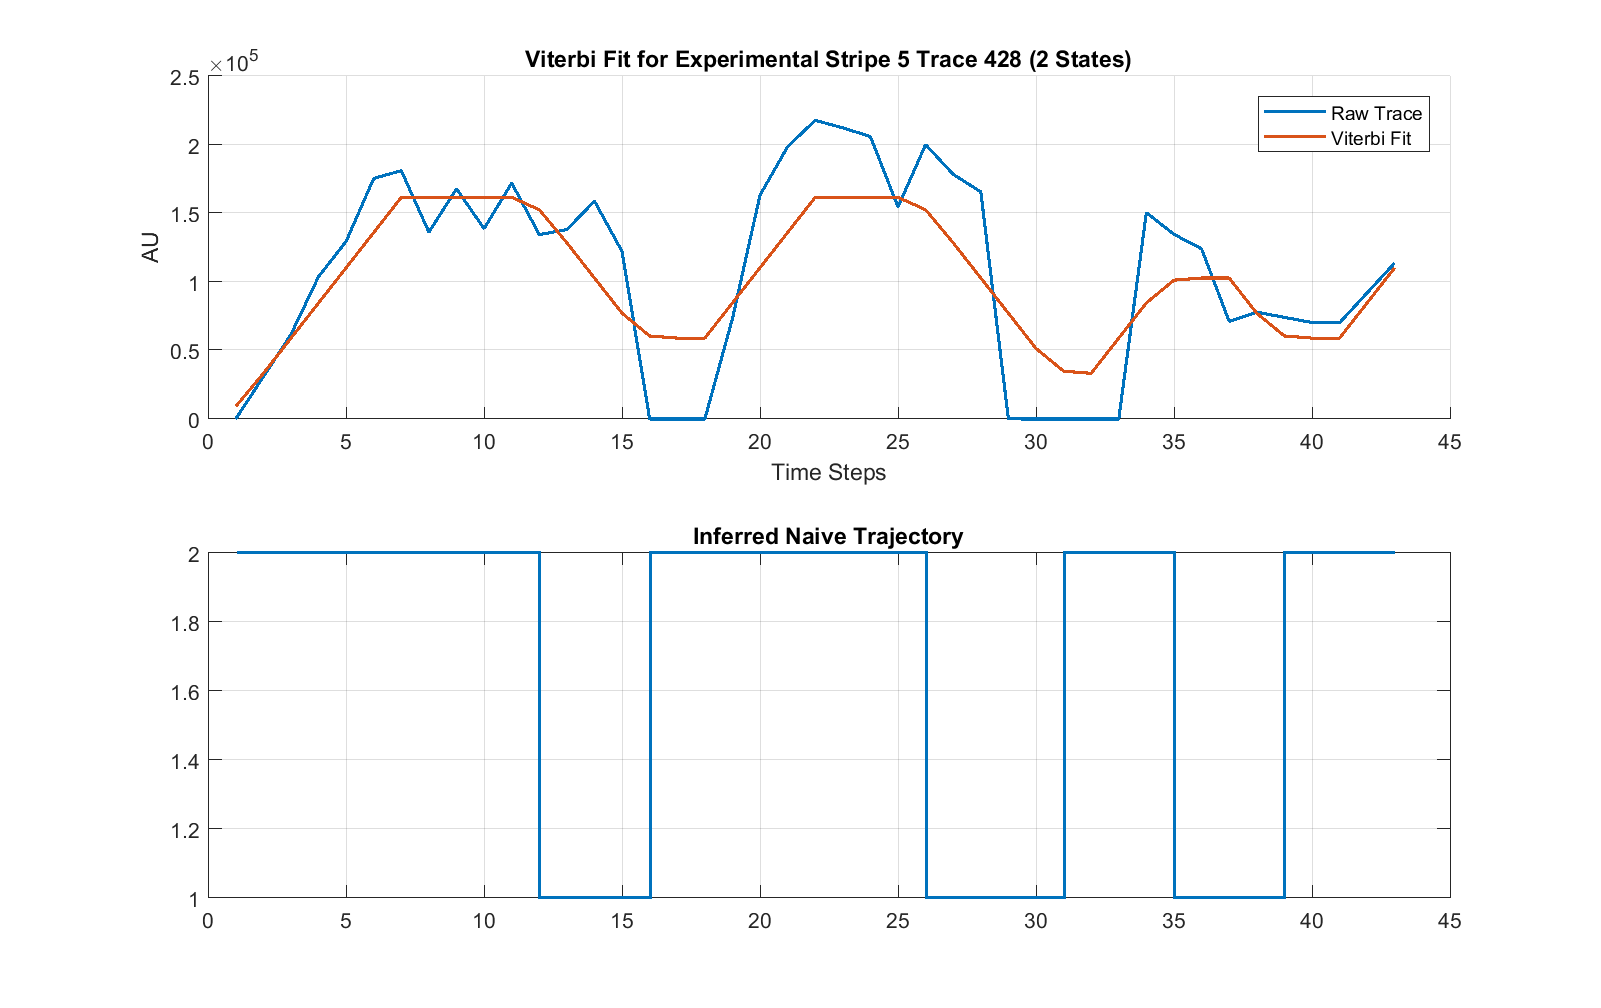 Viterbi Fit for Experimental Stripe 5 Trace 428 (2 States)
×10^5
2.5
2
1.5
1
0.5
0
AU
Raw Trace
Viterbi Fit
0 5 10 15 20 25 30 35 40 45
Time Steps
Inferred Naive Trajectory
2
1.8
1.6
1.4
1.2
1
0 5 10 15 20 25 30 35 40 45